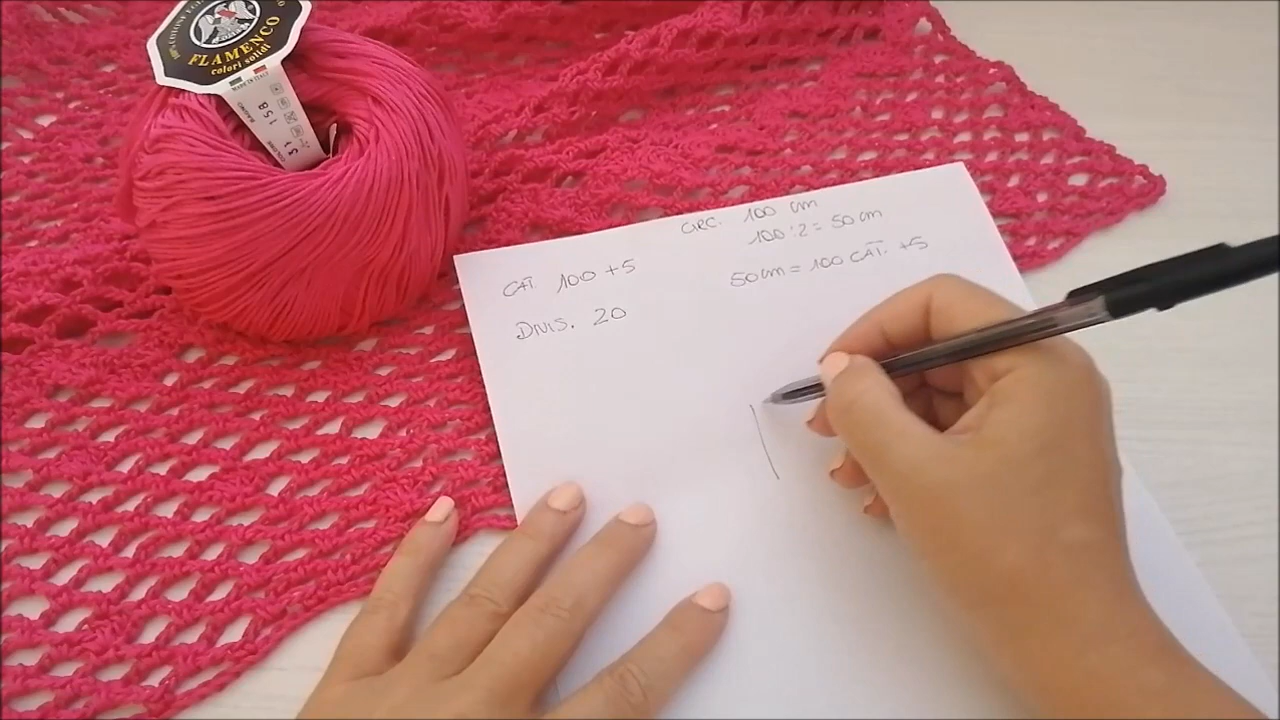 FLAMENCO
colori solidi
MADE IN ITALY
158
CAT 100 +5
DIVIS. 20
CIRC. 100 cm
100:2 = 50 cm
50 cm = 100 CAT. +5